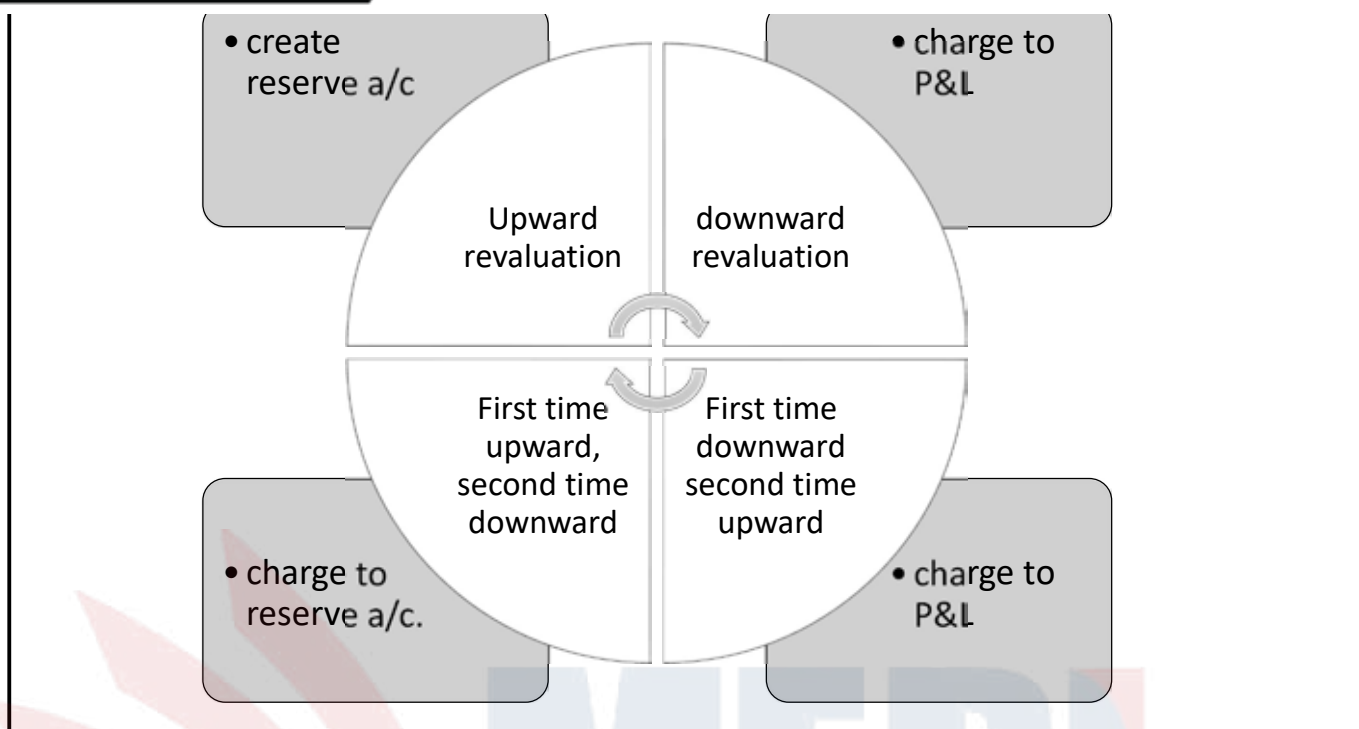 • create
reserve a/c
• charge to
P&L
Upward
revaluation
downward
revaluation
First time
upward,
second time
downward
First time
downward
second time
upward
• charge to
reserve a/c.
• charge to
P&L